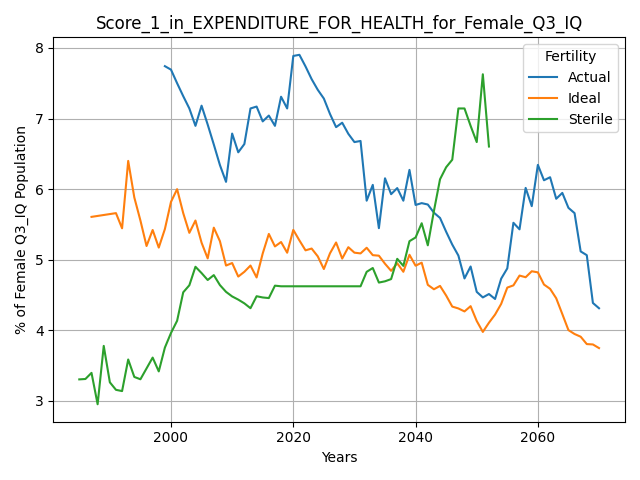 Score_1_in_EXPENDITURE_FOR_HEALTH_for_Female_Q3_IQ
% of Female Q3_IQ Population
8
7
6
5
4
3
Fertility
Actual
Ideal
Sterile
2000
2020
2040
2060
Years